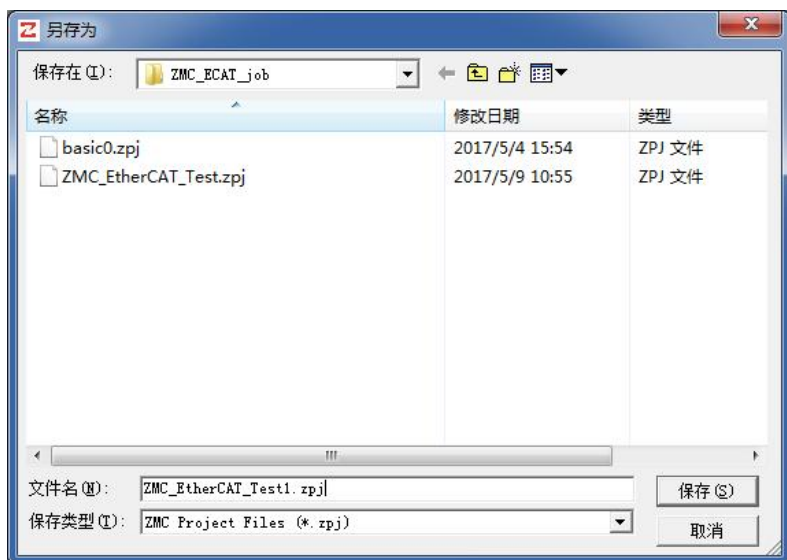 Z 另存为
保存在(I): ZMC_ECAT_job
名称 修改日期 类型
basic0.zpj 2017/5/4 15:54 ZPJ 文件
ZMC_EtherCAT_Test.zpj 2017/5/9 10:55 ZPJ 文件
文件名(N): ZMC_EtherCAT_Test1.zpj 保存(S)
保存类型(T): ZMC Project Files (*.zpj) 取消